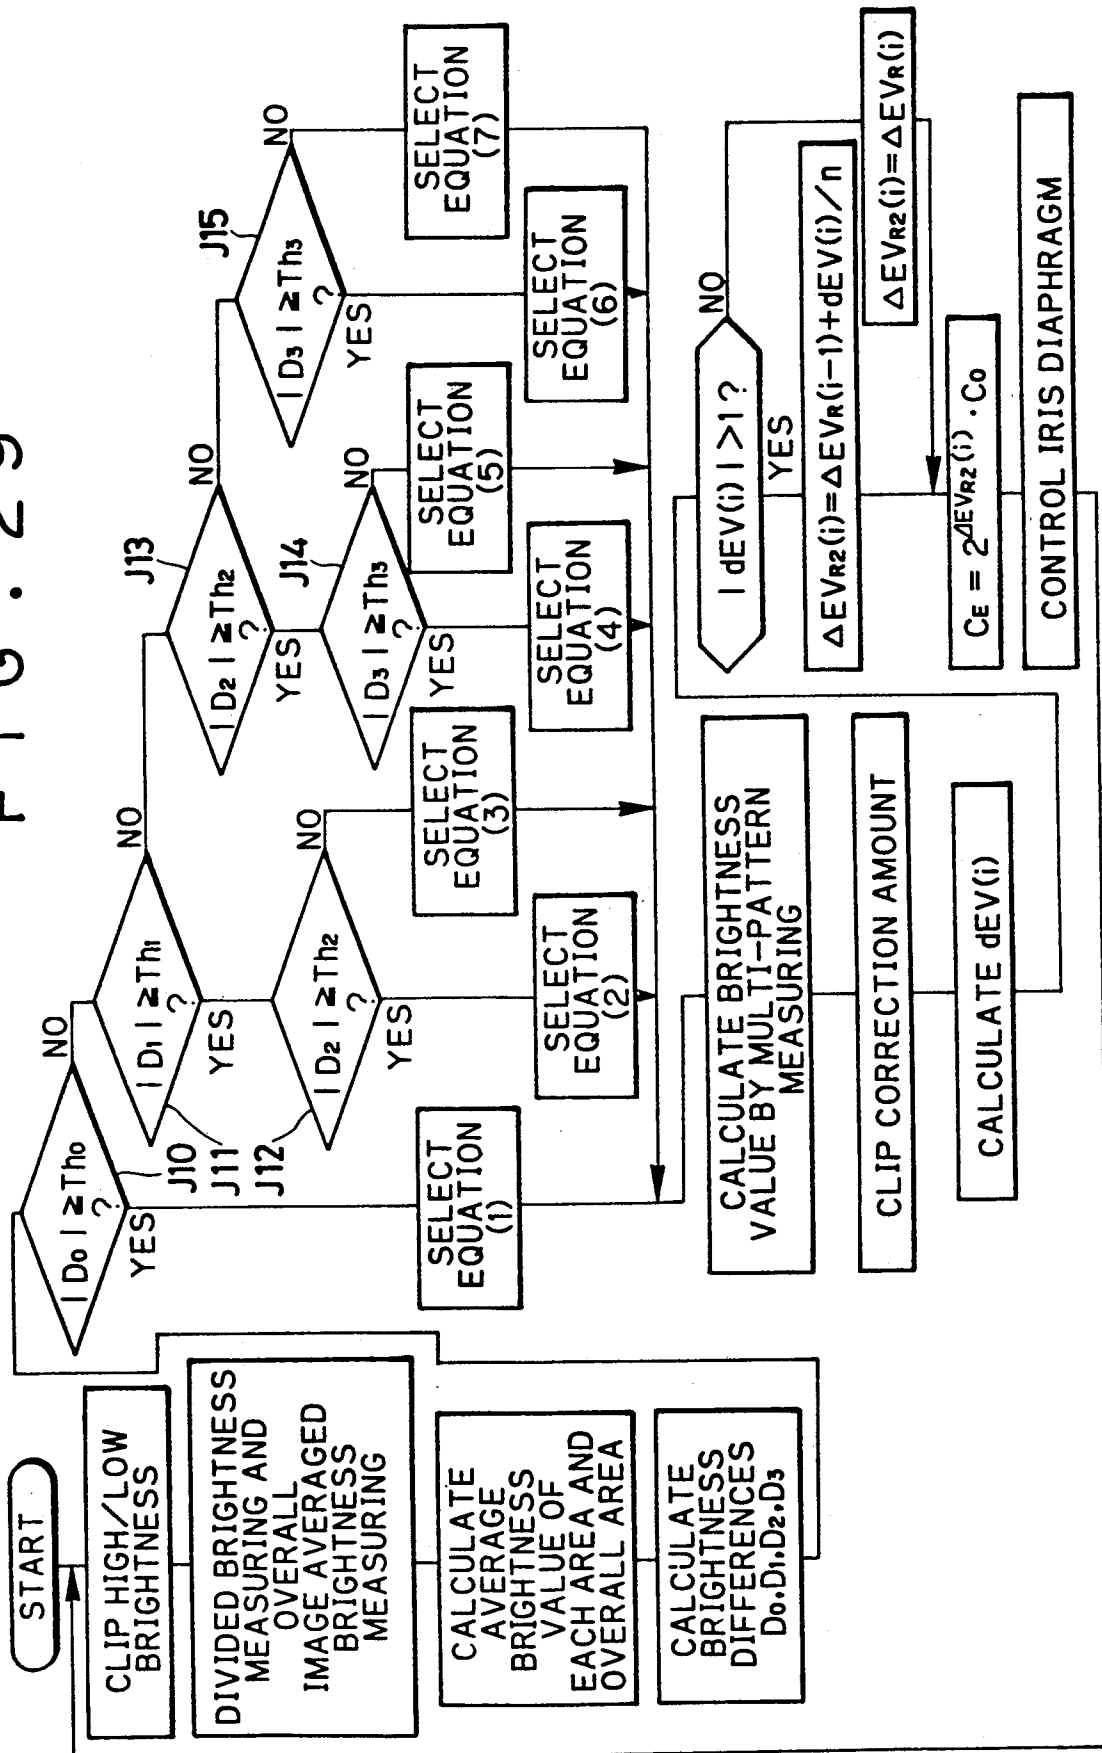 FIG. 29
START
CLIP HIGH/LOW
BRIGHTNESS
DIVIDED BRIGHTNESS
MEASURING AND
OVERALL
IMAGE AVERAGED
BRIGHTNESS
MEASURING
CALCULATE
AVERAGE
BRIGHTNESS
VALUE OF
EACH AREA AND
OVERALL AREA
CALCULATE
BRIGHTNESS
DIFFERENCES
D0,D1,D2,D3
|D0|≥Th0
?
J10
NO
YES
|D1|≥Th1
?
J11
NO
YES
|D2|≥Th2
?
J12
NO
YES
|D2|≥Th2
?
J13
NO
YES
|D3|≥Th3
?
J14
NO
YES
|D3|≥Th3
?
J15
NO
YES
SELECT
EQUATION
(1)
SELECT
EQUATION
(2)
SELECT
EQUATION
(3)
SELECT
EQUATION
(4)
SELECT
EQUATION
(5)
SELECT
EQUATION
(6)
SELECT
EQUATION
(7)
CALCULATE BRIGHTNESS
VALUE BY MULTI-PATTERN
MEASURING
CLIP CORRECTION AMOUNT
CALCULATE dEV(i)
|dEV(i)|>1?
NO
YES
ΔEVR2(i)=ΔEVR(i-1)+dEV(i)/n
ΔEVR2(i)=ΔEVR(i)
CE = 2^ΔEVR2(i)·C0
CONTROL IRIS DIAPHRAGM